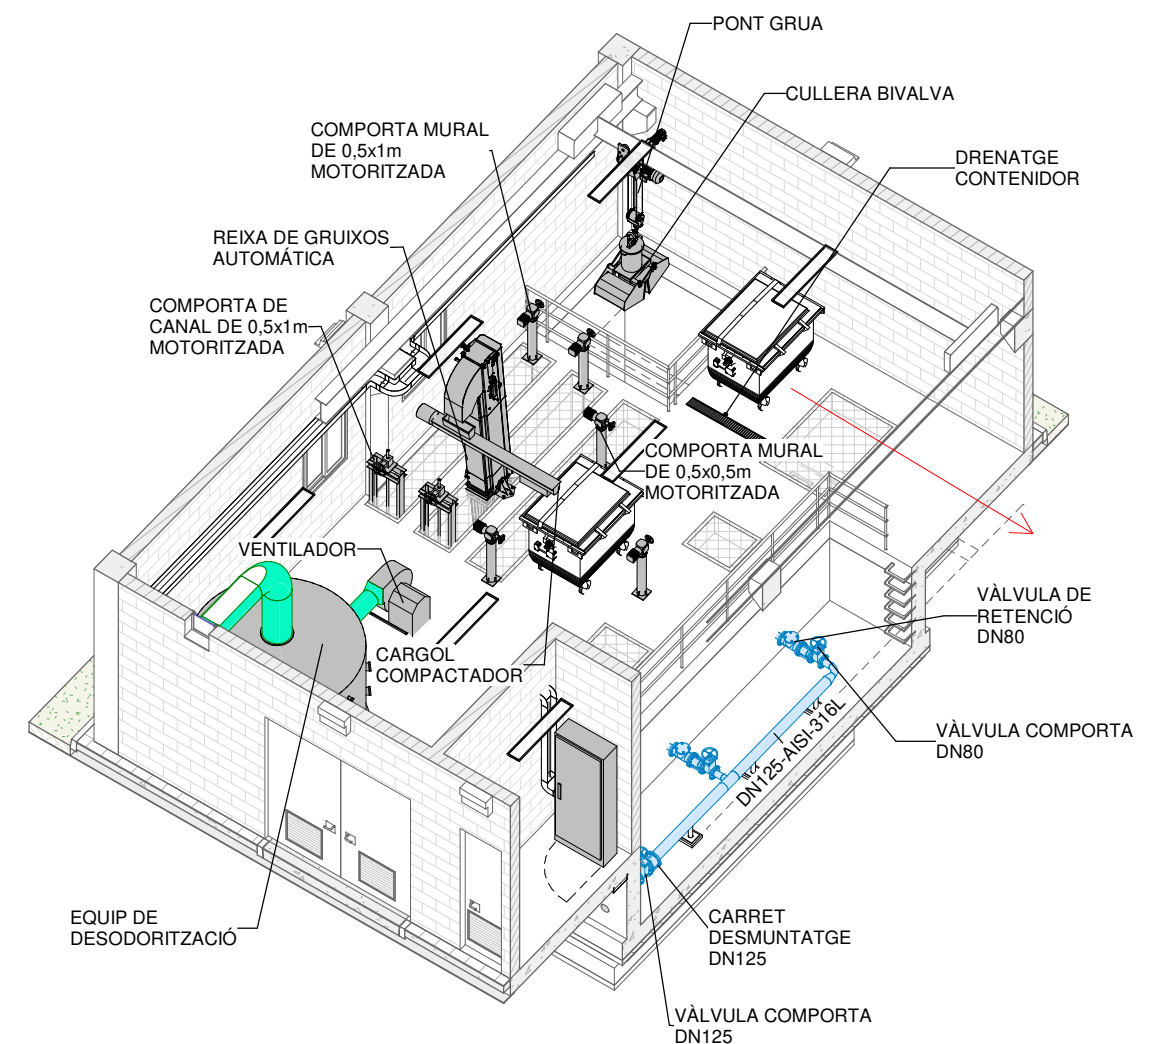 PONT GRUA
CULLERA BIVALVA
COMPORTA MURAL
DE 0,5x1m
MOTORITZADA
DRENATGE
CONTENIDOR
REIXA DE GRUIXOS
AUTOMÁTICA
COMPORTA DE
CANAL DE 0,5x1m
MOTORITZADA
COMPORTA MURAL
DE 0,5x0,5m
MOTORITZADA
VENTILADOR
VÀLVULA DE
RETENCIÓ
DN80
CARGOL
COMPACTADOR
VÀLVULA COMPORTA
DN80
DN125-AISI-316L
EQUIP DE
DESODORITZACIÓ
CARRET
DESMUNTATGE
DN125
VÀLVULA COMPORTA
DN125